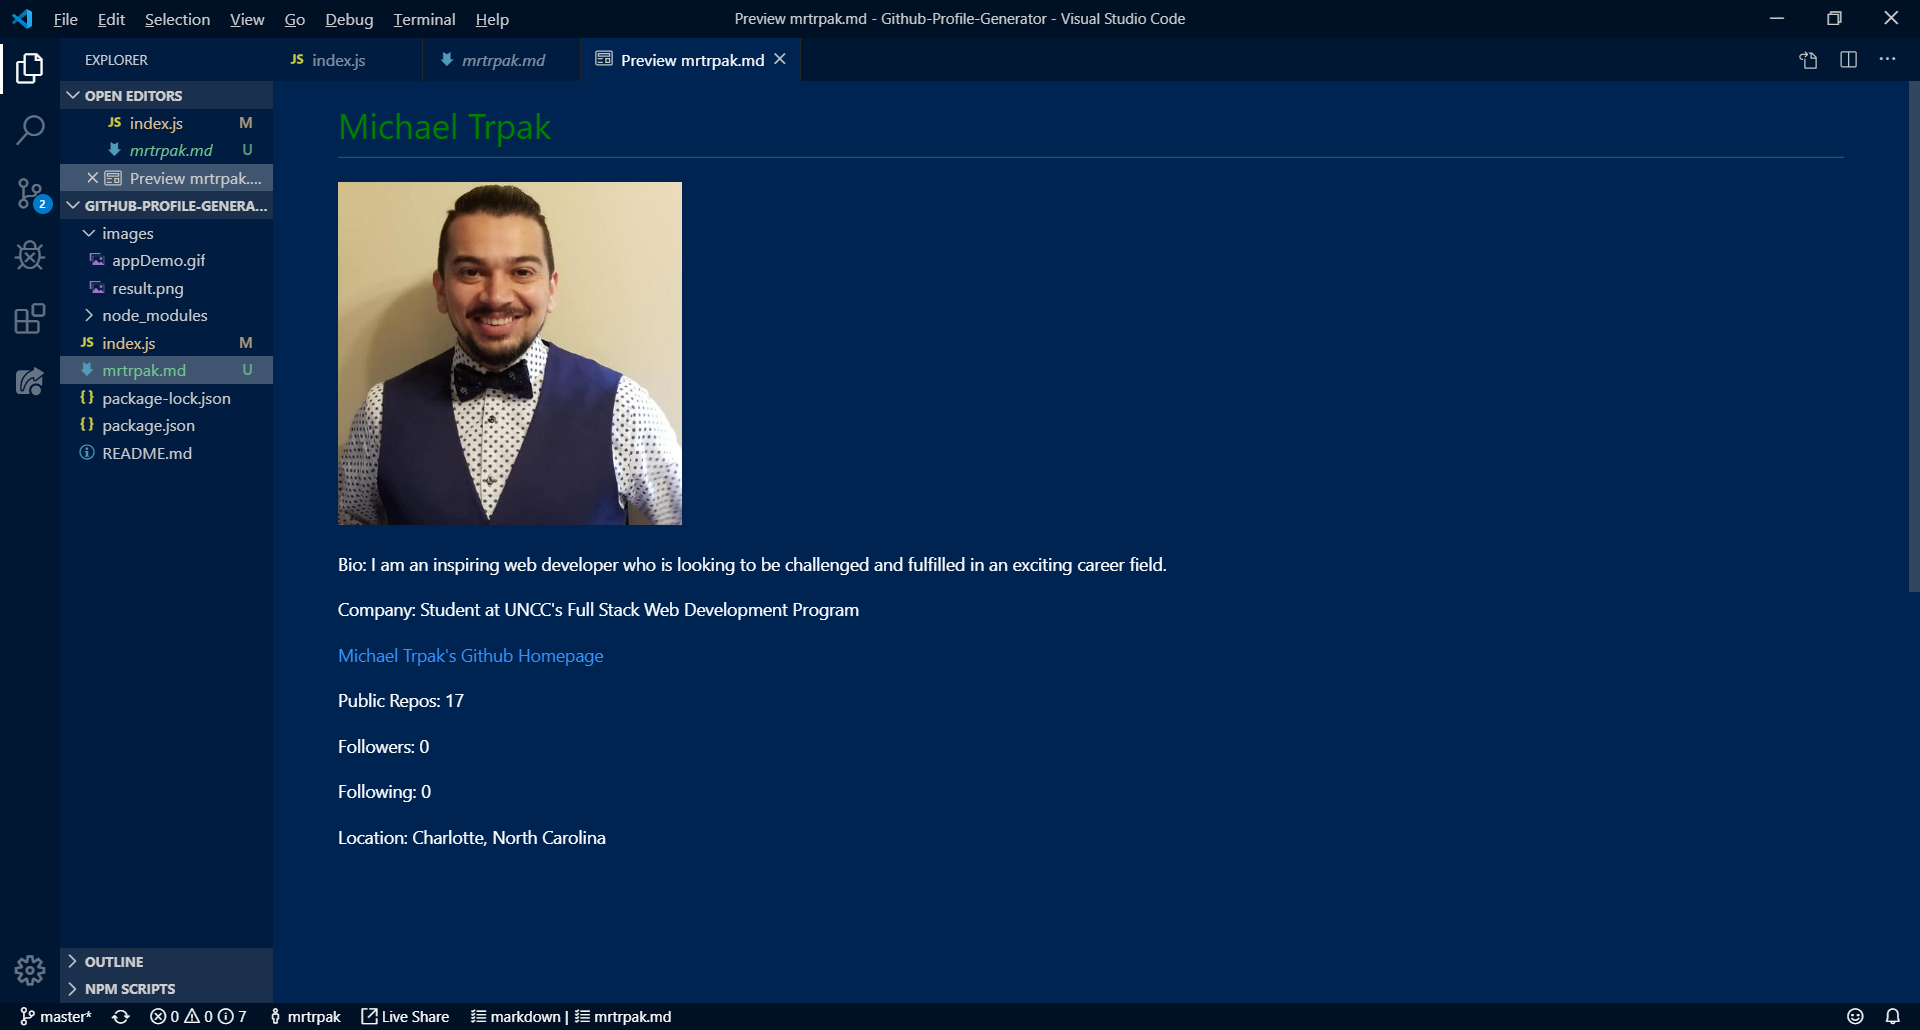 File Edit Selection View Go Debug Terminal Help
Preview mrtrpak.md - Github-Profile-Generator - Visual Studio Code
EXPLORER
JS index.js
mrtrpak.md
Preview mrtrpak.md
OPEN EDITORS
JS index.js M
mrtrpak.md U
Preview mrtrpak....
2
GITHUB-PROFILE-GENERA...
images
appDemo.gif
result.png
node_modules
JS index.js M
mrtrpak.md U
{} package-lock.json
{} package.json
README.md
OUTLINE
NPM SCRIPTS
Michael Trpak
Bio: I am an inspiring web developer who is looking to be challenged and fulfilled in an exciting career field.
Company: Student at UNCC's Full Stack Web Development Program
Michael Trpak's Github Homepage
Public Repos: 17
Followers: 0
Following: 0
Location: Charlotte, North Carolina
master* 0 0 7 mrtrpak Live Share markdown | mrtrpak.md